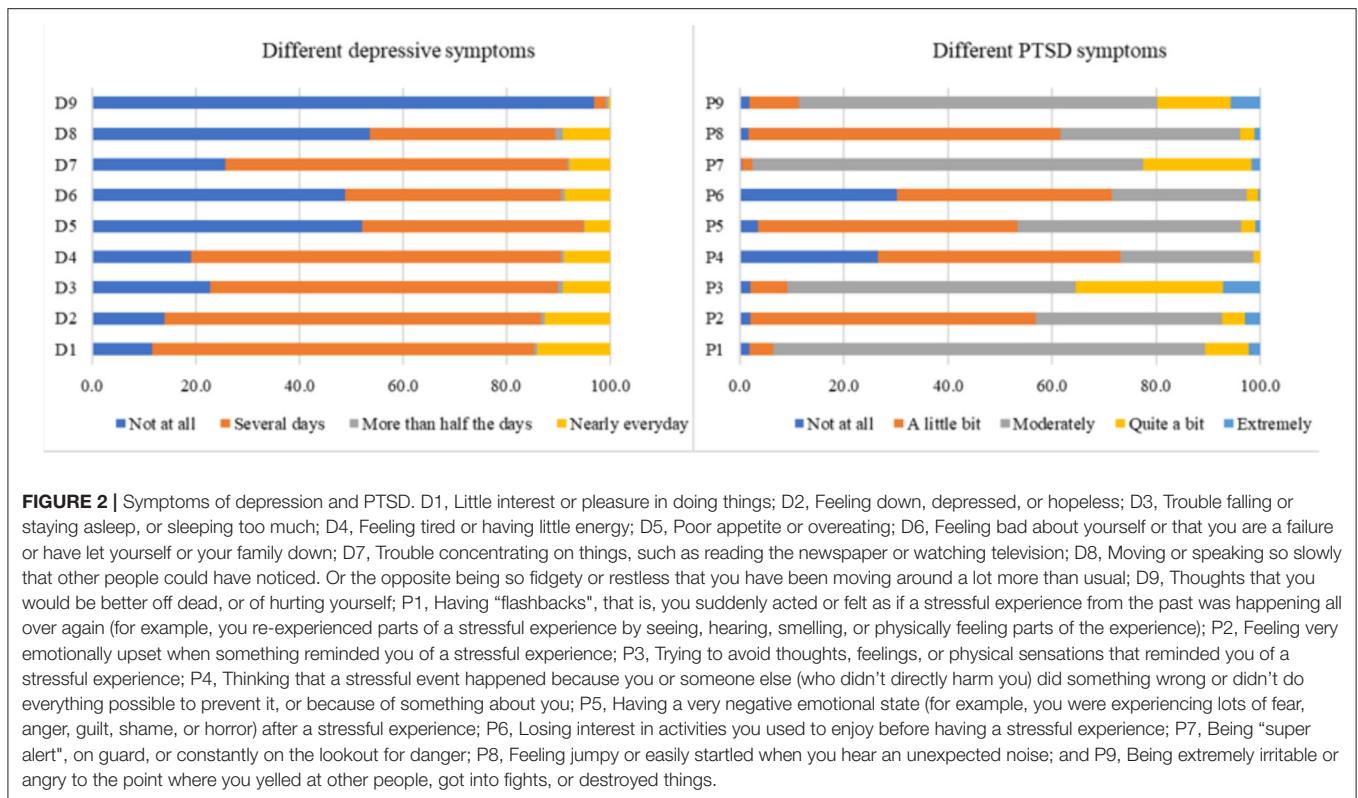 Different depressive symptoms
D9
D8
D7
D6
D5
D4
D3
D2
D1
0.0 20.0 40.0 60.0 80.0 100.0
Not at all Several days More than half the days Nearly everyday
Different PTSD symptoms
P9
P8
P7
P6
P5
P4
P3
P2
P1
0.0 20.0 40.0 60.0 80.0 100.0
Not at all A little bit Moderately Quite a bit Extremely
FIGURE 2 | Symptoms of depression and PTSD. D1, Little interest or pleasure in doing things; D2, Feeling down, depressed, or hopeless; D3, Trouble falling or
staying asleep, or sleeping too much; D4, Feeling tired or having little energy; D5, Poor appetite or overeating; D6, Feeling bad about yourself or that you are a failure
or have let yourself or your family down; D7, Trouble concentrating on things, such as reading the newspaper or watching television; D8, Moving or speaking so slowly
that other people could have noticed. Or the opposite being so fidgety or restless that you have been moving around a lot more than usual; D9, Thoughts that you
would be better off dead, or of hurting yourself; P1, Having “flashbacks", that is, you suddenly acted or felt as if a stressful experience from the past was happening all
over again (for example, you re-experienced parts of a stressful experience by seeing, hearing, smelling, or physically feeling parts of the experience); P2, Feeling very
emotionally upset when something reminded you of a stressful experience; P3, Trying to avoid thoughts, feelings, or physical sensations that reminded you of a
stressful experience; P4, Thinking that a stressful event happened because you or someone else (who didn’t directly harm you) did something wrong or didn’t do
everything possible to prevent it, or because of something about you; P5, Having a very negative emotional state (for example, you were experiencing lots of fear,
anger, guilt, shame, or horror) after a stressful experience; P6, Losing interest in activities you used to enjoy before having a stressful experience; P7, Being “super
alert", on guard, or constantly on the lookout for danger; P8, Feeling jumpy or easily startled when you hear an unexpected noise; and P9, Being extremely irritable or
angry to the point where you yelled at other people, got into fights, or destroyed things.